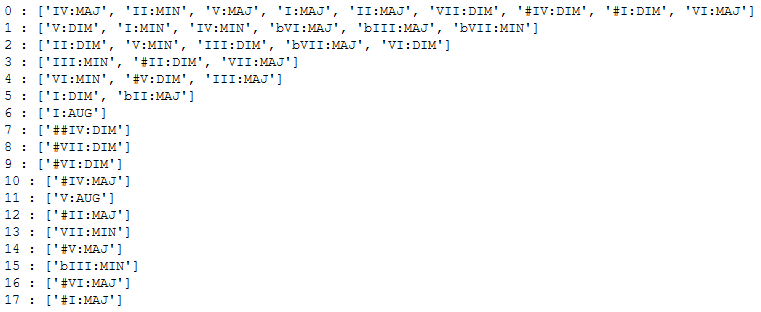 0 : ['IV:MAJ', 'II:MIN', 'V:MAJ', 'I:MAJ', 'II:MAJ', 'VII:DIM', '#IV:DIM', '#I:DIM', 'VI:MAJ']
1 : ['V:DIM', 'I:MIN', 'IV:MIN', 'bVI:MAJ', 'bIII:MAJ', 'bVII:MIN']
2 : ['II:DIM', 'V:MIN', 'III:DIM', 'bVII:MAJ', 'VI:DIM']
3 : ['III:MIN', '#II:DIM', 'VII:MAJ']
4 : ['VI:MIN', '#V:DIM', 'III:MAJ']
5 : ['I:DIM', 'bII:MAJ']
6 : ['I:AUG']
7 : ['##IV:DIM']
8 : ['#VII:DIM']
9 : ['#VI:DIM']
10 : ['#IV:MAJ']
11 : ['V:AUG']
12 : ['#II:MAJ']
13 : ['VII:MIN']
14 : ['#V:MAJ']
15 : ['bIII:MIN']
16 : ['#VI:MAJ']
17 : ['#I:MAJ']